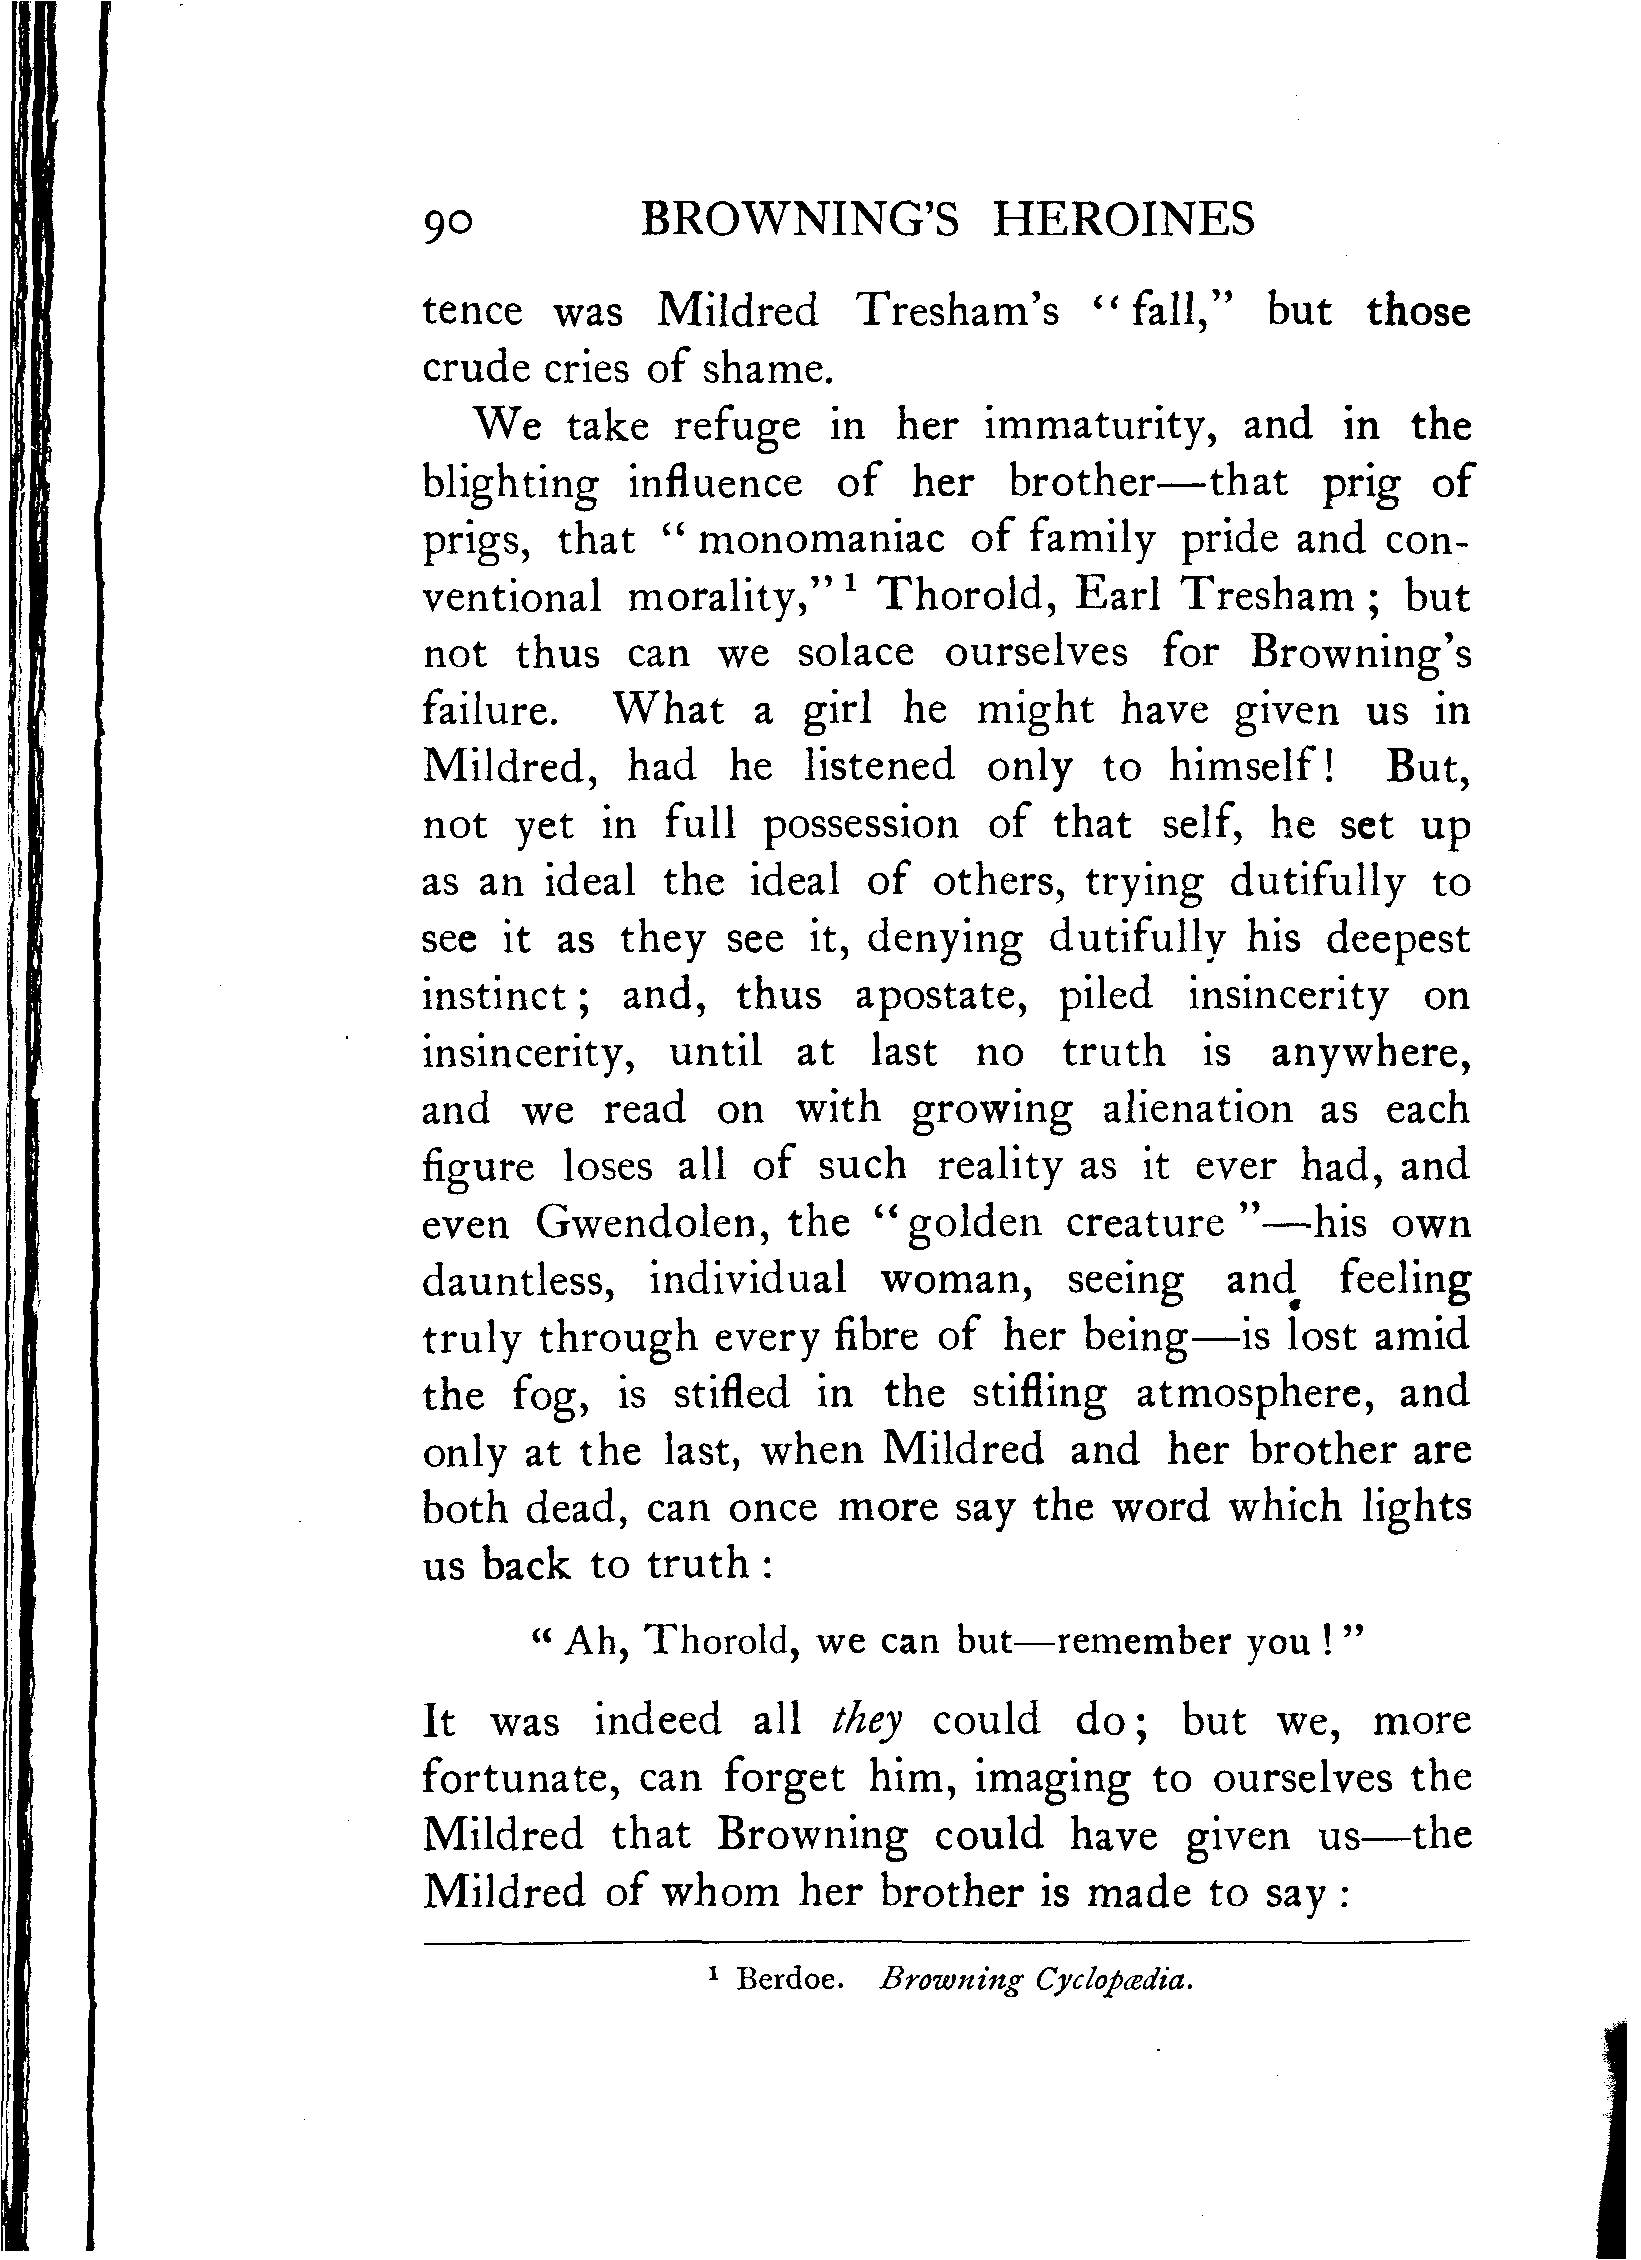 90 BROWNING'S HEROINES
tence was Mildred Tresham's “fall,” but those
crude cries of shame.
We take refuge in her immaturity, and in the
blighting influence of her brother—that prig of
prigs, that “monomaniac of family pride and con-
ventional morality,”¹ Thorold, Earl Tresham; but
not thus can we solace ourselves for Browning's
failure. What a girl he might have given us in
Mildred, had he listened only to himself! But,
not yet in full possession of that self, he set up
as an ideal the ideal of others, trying dutifully to
see it as they see it, denying dutifully his deepest
instinct; and, thus apostate, piled insincerity on
insincerity, until at last no truth is anywhere,
and we read on with growing alienation as each
figure loses all of such reality as it ever had, and
even Gwendolen, the “golden creature”—his own
dauntless, individual woman, seeing and feeling
truly through every fibre of her being—is lost amid
the fog, is stifled in the stifling atmosphere, and
only at the last, when Mildred and her brother are
both dead, can once more say the word which lights
us back to truth:
“Ah, Thorold, we can but—remember you!”
It was indeed all they could do; but we, more
fortunate, can forget him, imaging to ourselves the
Mildred that Browning could have given us—the
Mildred of whom her brother is made to say:
¹ Berdoe. Browning Cyclopædia.